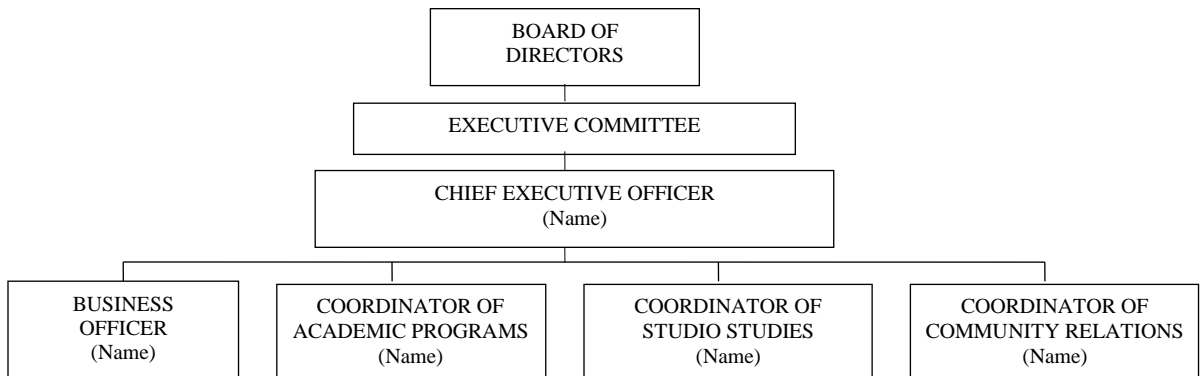 BOARD OF
DIRECTORS
EXECUTIVE COMMITTEE
CHIEF EXECUTIVE OFFICER
(Name)
BUSINESS
OFFICER
(Name)
COORDINATOR OF
ACADEMIC PROGRAMS
(Name)
COORDINATOR OF
STUDIO STUDIES
(Name)
COORDINATOR OF
COMMUNITY RELATIONS
(Name)